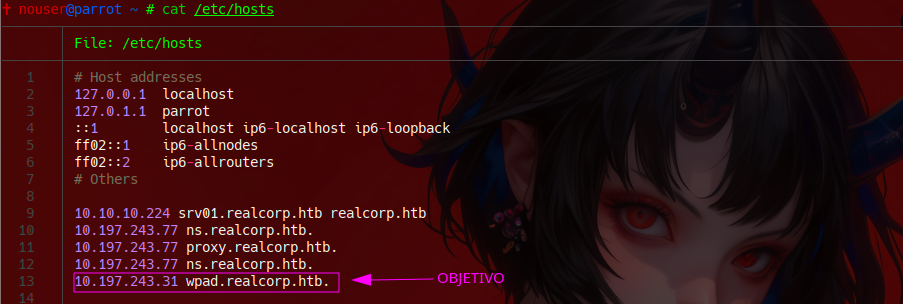 ✝ nouser@parrot ~ # cat /etc/hosts
File: /etc/hosts
1 # Host addresses
2 127.0.0.1 localhost
3 127.0.1.1 parrot
4 ::1 localhost ip6-localhost ip6-loopback
5 ff02::1 ip6-allnodes
6 ff02::2 ip6-allrouters
7 # Others
8
9 10.10.10.224 srv01.realcorp.htb realcorp.htb
10 10.197.243.77 ns.realcorp.htb.
11 10.197.243.77 proxy.realcorp.htb.
12 10.197.243.77 ns.realcorp.htb.
13 10.197.243.31 wpad.realcorp.htb. OBJETIVO
14